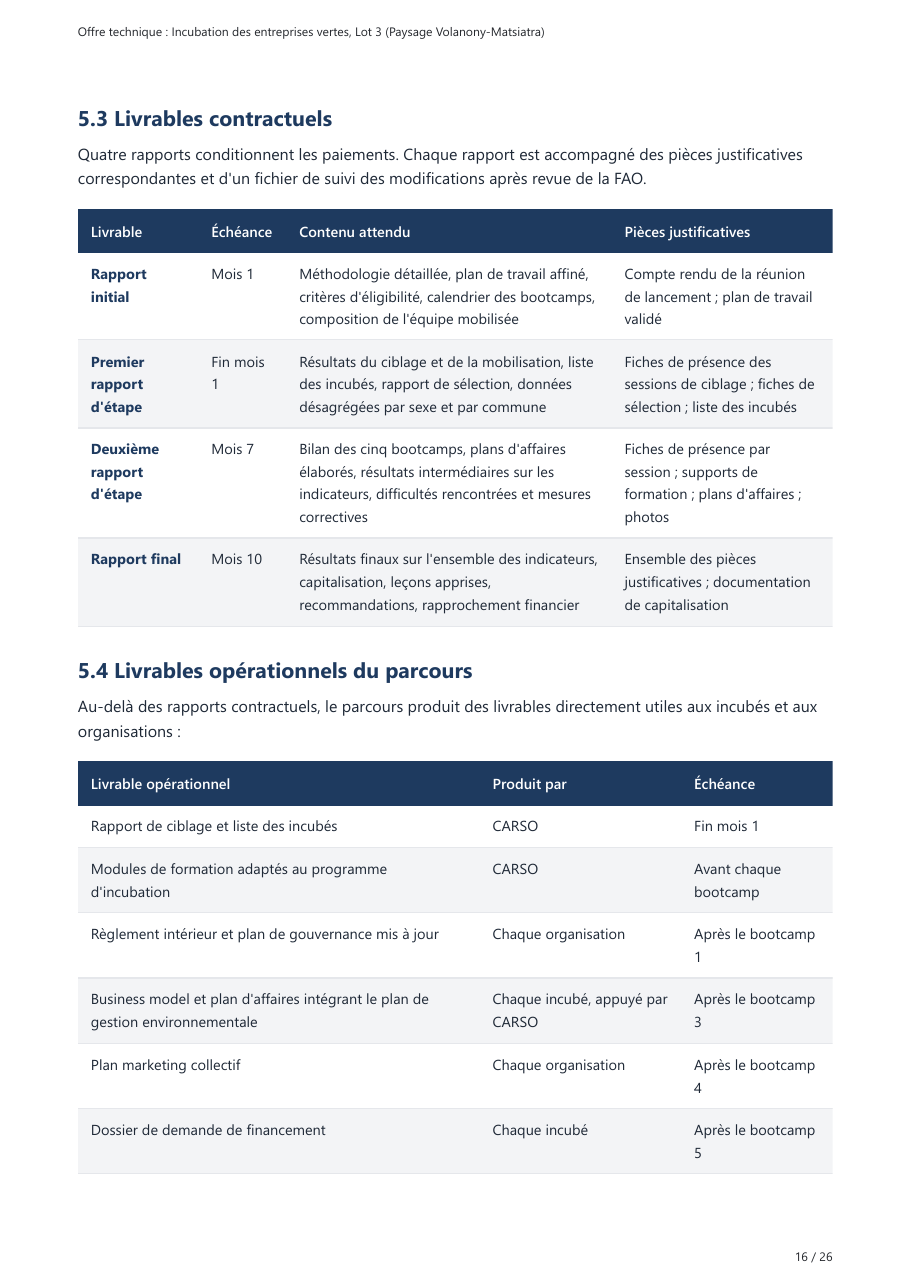 Offre technique : Incubation des entreprises vertes, Lot 3 (Paysage Volanony-Matsiatra)
5.3 Livrables contractuels
Quatre rapports conditionnent les paiements. Chaque rapport est accompagné des pièces justificatives
correspondantes et d'un fichier de suivi des modifications après revue de la FAO.
Livrable Échéance Contenu attendu Pièces justificatives
Rapport Mois 1 Méthodologie détaillée, plan de travail affiné, Compte rendu de la réunion
initial critères d'éligibilité, calendrier des bootcamps, de lancement ; plan de travail
composition de l'équipe mobilisée validé
Premier Fin mois Résultats du ciblage et de la mobilisation, liste Fiches de présence des
rapport 1 des incubés, rapport de sélection, données sessions de ciblage ; fiches de
d'étape désagrégées par sexe et par commune sélection ; liste des incubés
Deuxième Mois 7 Bilan des cinq bootcamps, plans d'affaires Fiches de présence par
rapport élaborés, résultats intermédiaires sur les session ; supports de
d'étape indicateurs, difficultés rencontrées et mesures formation ; plans d'affaires ;
correctives photos
Rapport final Mois 10 Résultats finaux sur l'ensemble des indicateurs, Ensemble des pièces
capitalisation, leçons apprises, justificatives ; documentation
recommandations, rapprochement financier de capitalisation
5.4 Livrables opérationnels du parcours
Au-delà des rapports contractuels, le parcours produit des livrables directement utiles aux incubés et aux
organisations :
Livrable opérationnel Produit par Échéance
Rapport de ciblage et liste des incubés CARSO Fin mois 1
Modules de formation adaptés au programme CARSO Avant chaque
d'incubation bootcamp
Règlement intérieur et plan de gouvernance mis à jour Chaque organisation Après le bootcamp
1
Business model et plan d'affaires intégrant le plan de Chaque incubé, appuyé par Après le bootcamp
gestion environnementale CARSO 3
Plan marketing collectif Chaque organisation Après le bootcamp
4
Dossier de demande de financement Chaque incubé Après le bootcamp
5
16 / 26